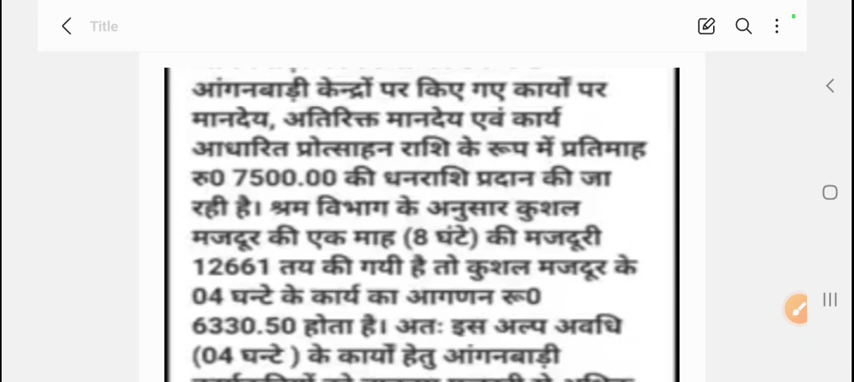 Title
आंगनबाड़ी केन्द्रों पर किए गए कार्यों पर
मानदेय, अतिरिक्त मानदेय एवं कार्य
आधारित प्रोत्साहन राशि के रूप में प्रतिमाह
रु0 7500.00 की धनराशि प्रदान की जा
रही है। श्रम विभाग के अनुसार कुशल
मजदूर की एक माह (8 घंटे) की मजदूरी
12661 तय की गयी है तो कुशल मजदूर के
04 घन्टे के कार्य का आगणन रू0
6330.50 होता है। अतः इस अल्प अवधि
(04 घन्टे ) के कार्यों हेतु आंगनबाड़ी